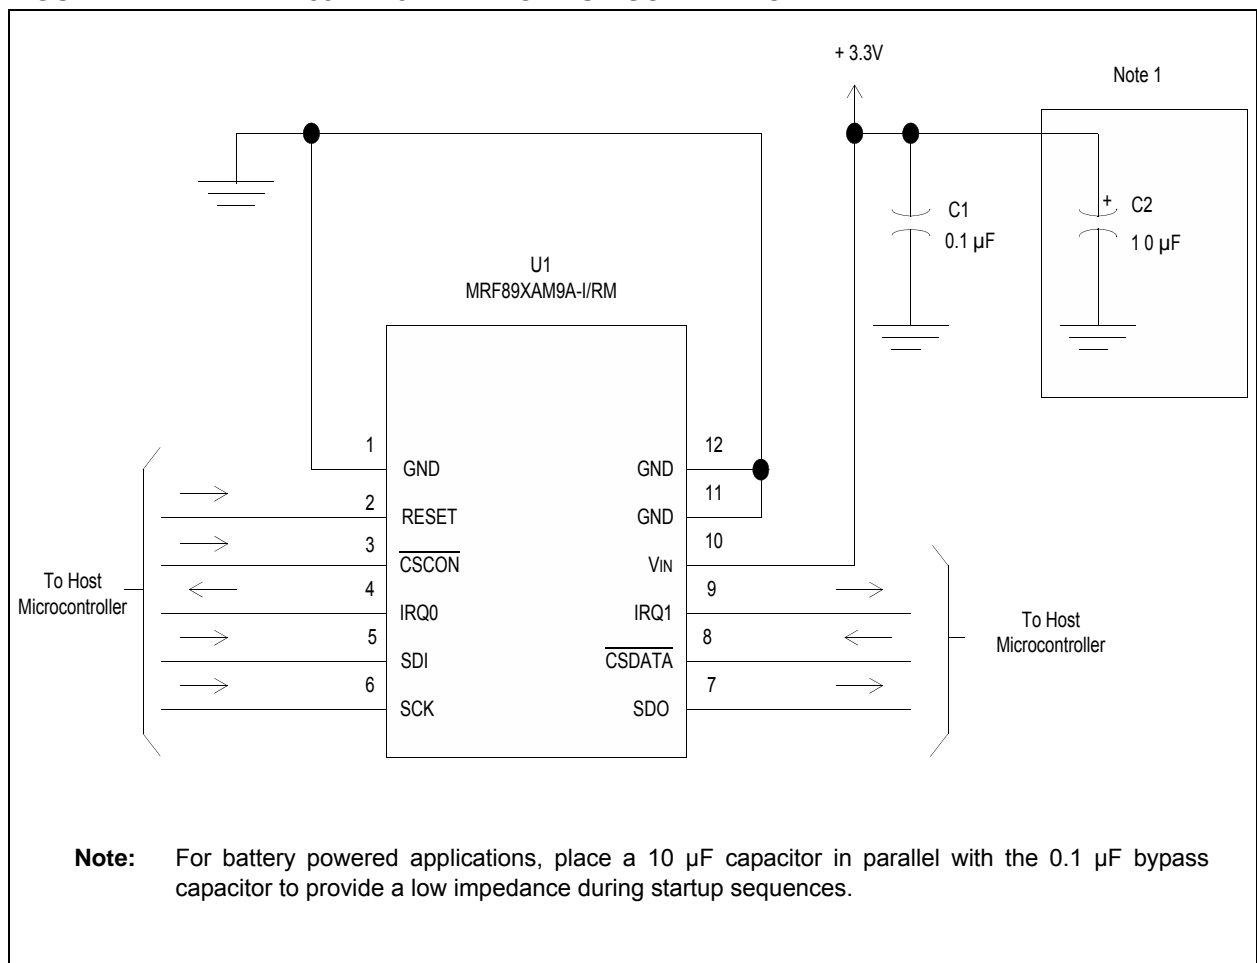 + 3.3V
Note 1
+
C1
0.1 µF
C2
1 0 µF
U1
MRF89XAM9A-I/RM
1
GND
2
RESET
3
CSCON
4
IRQ0
5
SDI
6
SCK
12
GND
11
GND
10
VIN
9
IRQ1
8
CSDATA
7
SDO
To Host
Microcontroller
To Host
Microcontroller
Note: For battery powered applications, place a 10 µF capacitor in parallel with the 0.1 µF bypass
capacitor to provide a low impedance during startup sequences.